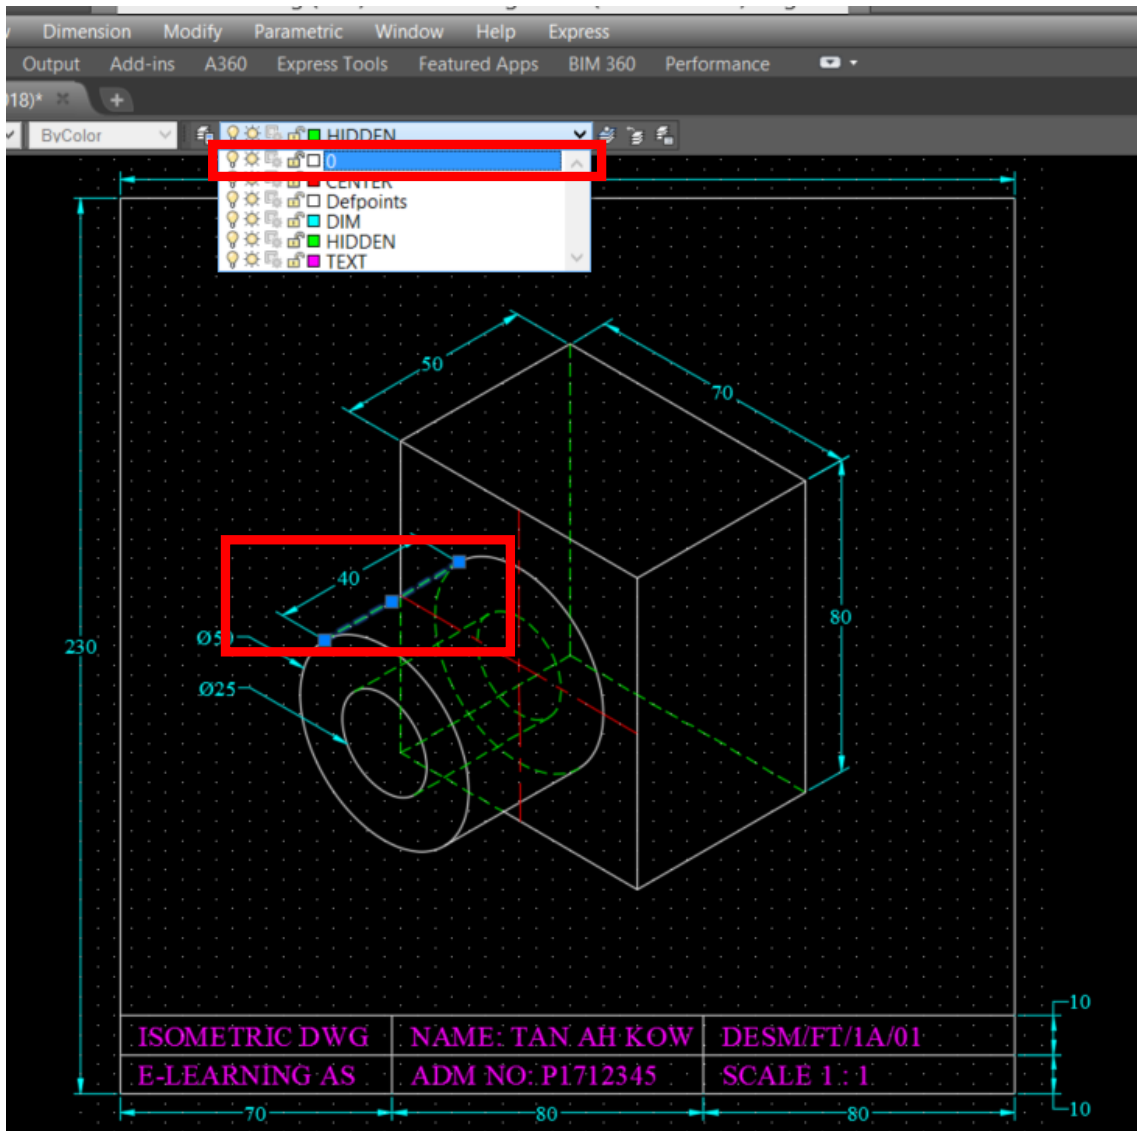 Dimension Modify Parametric Window Help Express
Output Add-ins A360 Express Tools Featured Apps BIM 360 Performance
018)*
ByColor
HIDDEN
0
CENTER
Defpoints
DIM
HIDDEN
TEXT
50
70
40
80
230
Ø50
Ø25
10
ISOMETRIC DWG NAME: TAN AH KOW DESM/FT/1A/01
E-LEARNING AS ADM NO: P1712345 SCALE 1 : 1
10
70 80 80